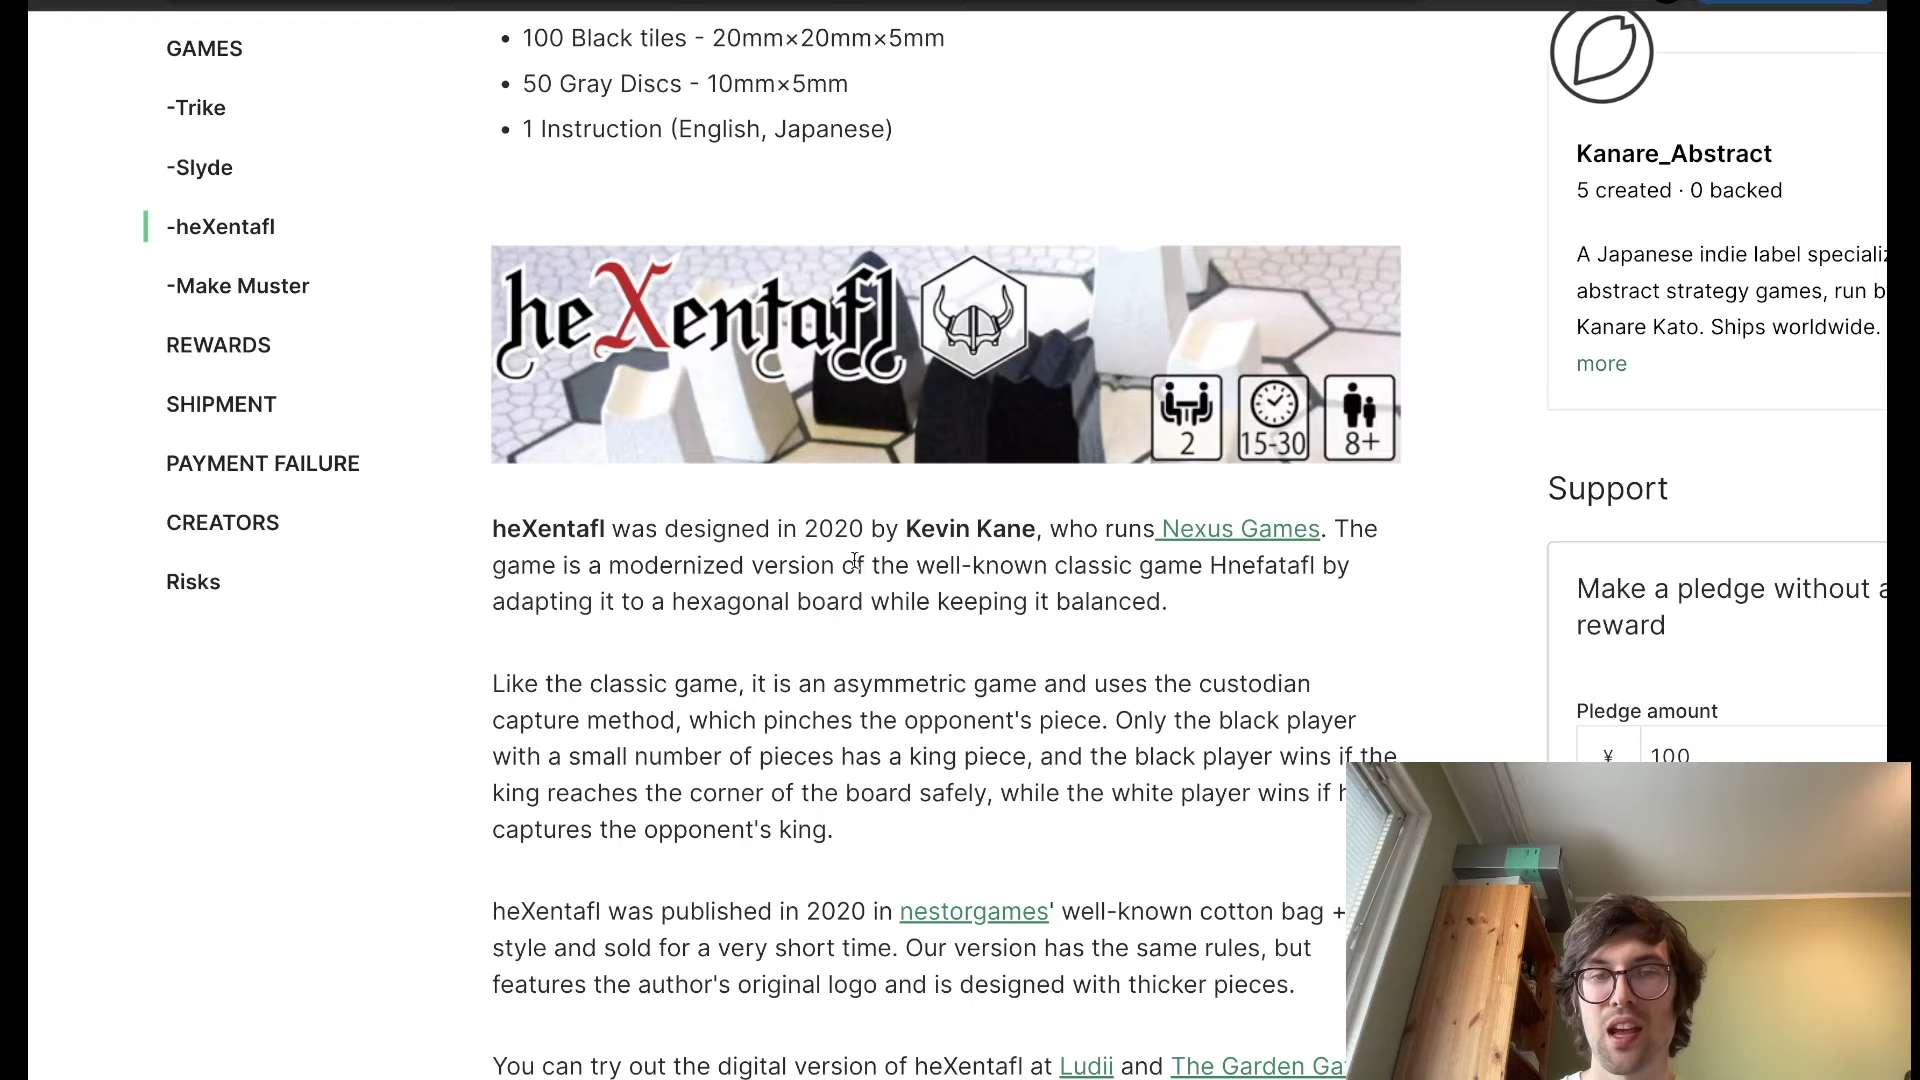 GAMES
-Trike
-Slyde
-heXentafl
-Make Muster
REWARDS
SHIPMENT
PAYMENT FAILURE
CREATORS
Risks
100 Black tiles - 20mm×20mm×5mm
50 Gray Discs - 10mm×5mm
1 Instruction (English, Japanese)
heXentafl
2
15-30
8+
heXentafl was designed in 2020 by Kevin Kane, who runs Nexus Games. The
game is a modernized version of the well-known classic game Hnefatafl by
adapting it to a hexagonal board while keeping it balanced.
Like the classic game, it is an asymmetric game and uses the custodian
capture method, which pinches the opponent's piece. Only the black player
with a small number of pieces has a king piece, and the black player wins if the
king reaches the corner of the board safely, while the white player wins if
captures the opponent's king.
heXentafl was published in 2020 in nestorgames' well-known cotton bag +
style and sold for a very short time. Our version has the same rules, but
features the author's original logo and is designed with thicker pieces.
You can try out the digital version of heXentafl at Ludii and The Garden
Kanare_Abstract
5 created · 0 backed
A Japanese indie label
abstract strategy games, run
Kanare Kato. Ships worldwide.
more
Support
Make a pledge without a
reward
Pledge amount
¥ 100